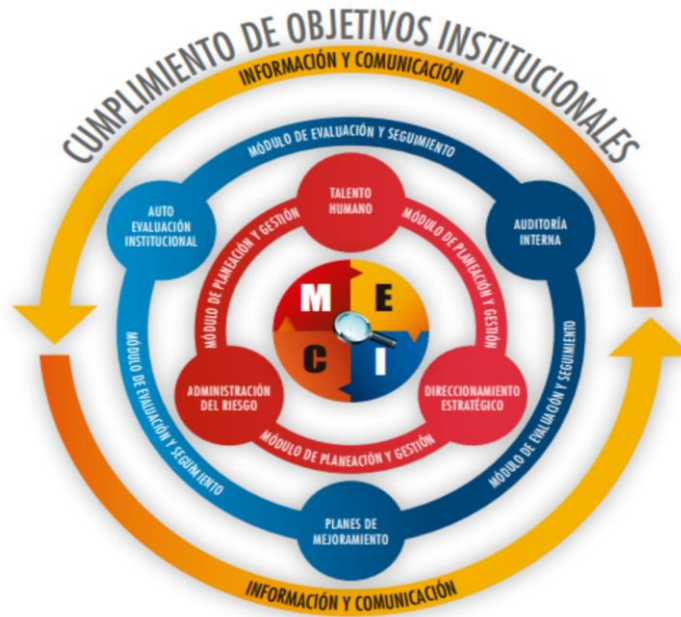 CUMPLIMIENTO DE OBJETIVOS INSTITUCIONALES
INFORMACIÓN Y COMUNICACIÓN
MÓDULO DE EVALUACIÓN Y SEGUIMIENTO
AUTO
EVALUACIÓN
INSTITUCIONAL
TALENTO
HUMANO
AUDITORÍA
INTERNA
MÓDULO DE PLANEACIÓN Y GESTIÓN
MÓDULO DE PLANEACIÓN Y GESTIÓN
M E
C I
MÓDULO DE EVALUACIÓN Y SEGUIMIENTO
MÓDULO DE EVALUACIÓN Y SEGUIMIENTO
ADMINISTRACIÓN
DEL RIESGO
DIRECCIONAMIENTO
ESTRATÉGICO
MÓDULO DE PLANEACIÓN Y GESTIÓN
PLANES DE
MEJORAMIENTO
INFORMACIÓN Y COMUNICACIÓN